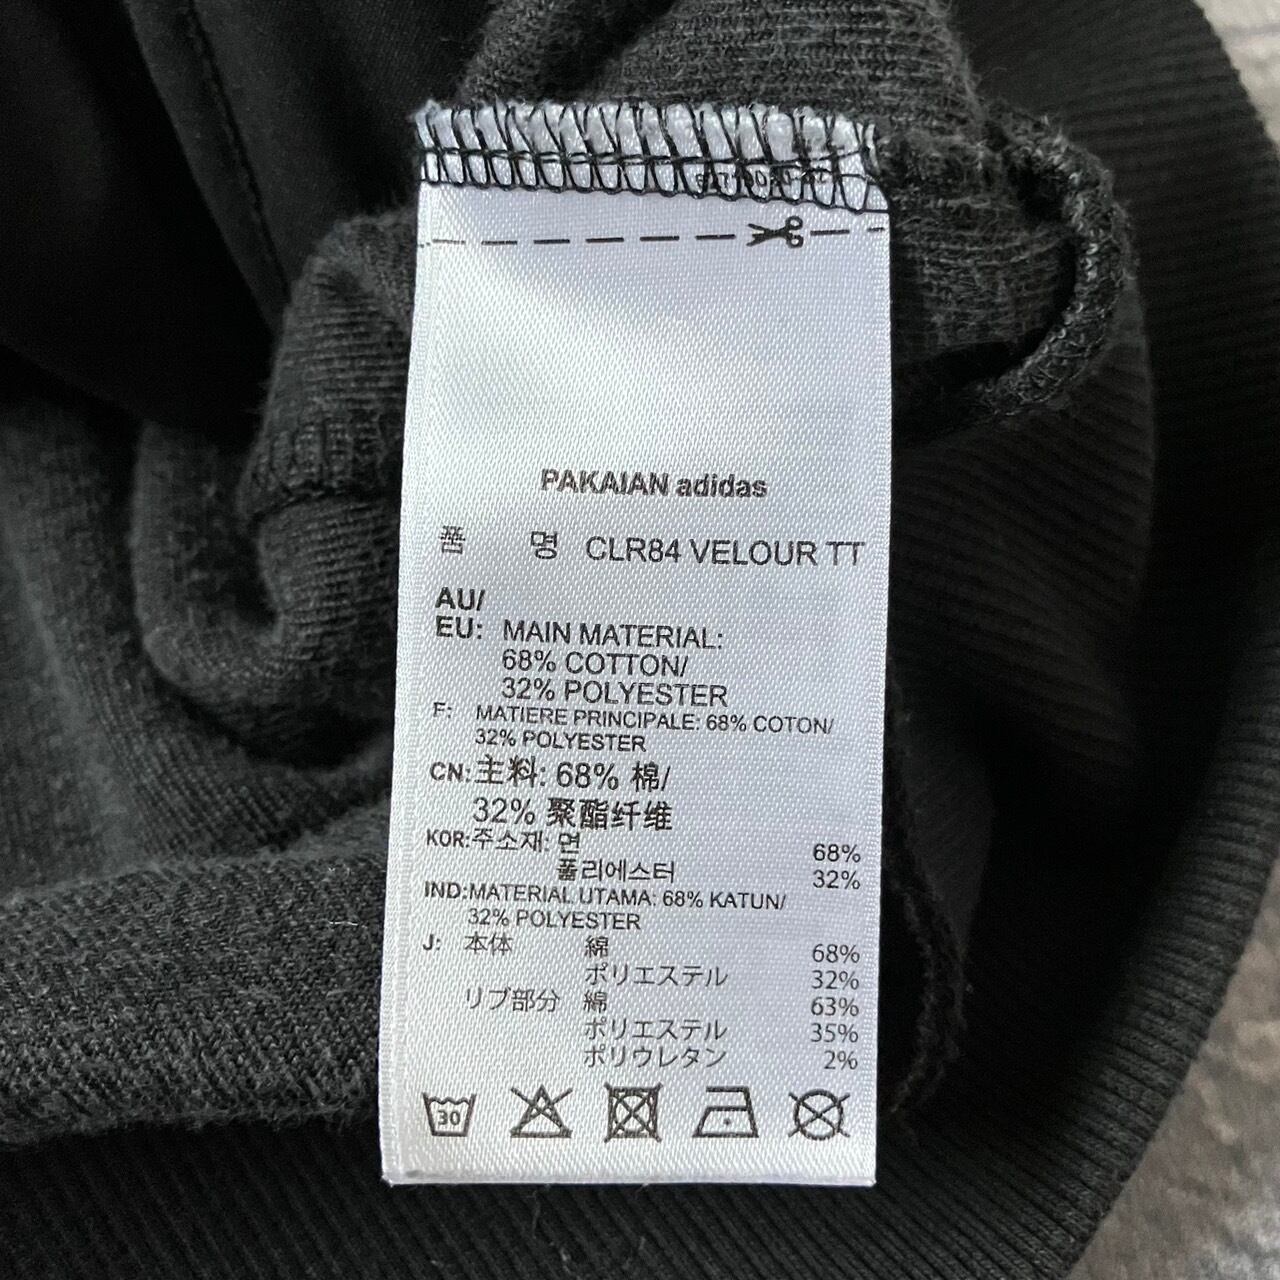 PAKAIAN adidas
품 명 CLR84 VELOUR TT
AU/
EU: MAIN MATERIAL:
68% COTTON/
32% POLYESTER
F: MATIERE PRINCIPALE: 68% COTON/
32% POLYESTER
CN: 主料: 68% 棉/
32% 聚酯纤维
KOR: 주소재: 면 68%
폴리에스터 32%
IND: MATERIAL UTAMA: 68% KATUN/
32% POLYESTER
J: 本体 綿 68%
ポリエステル 32%
リブ部分 綿 63%
ポリエステル 35%
ポリウレタン 2%
30